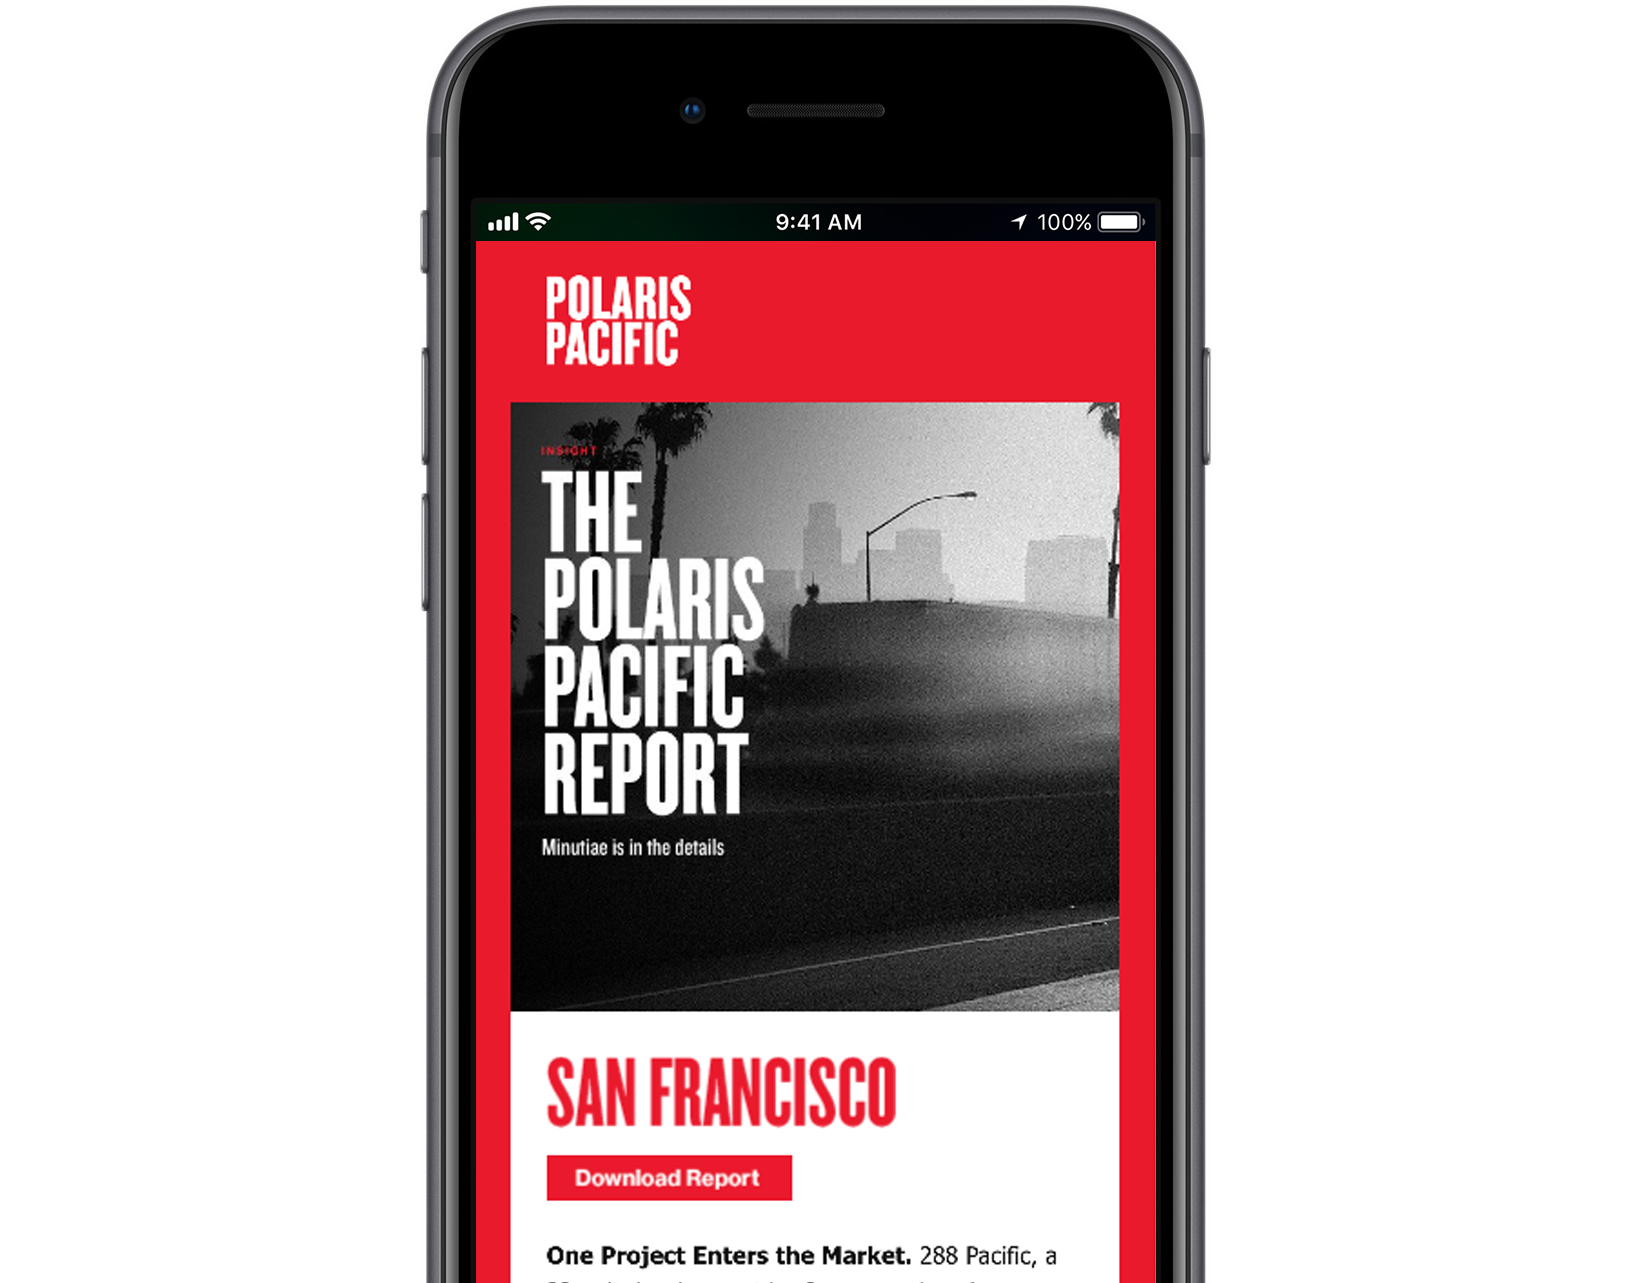 9:41 AM
100%
POLARIS
PACIFIC
INSIGHT
THE
POLARIS
PACIFIC
REPORT
Minutiae is in the details
SAN FRANCISCO
Download Report
One Project Enters the Market. 288 Pacific, a